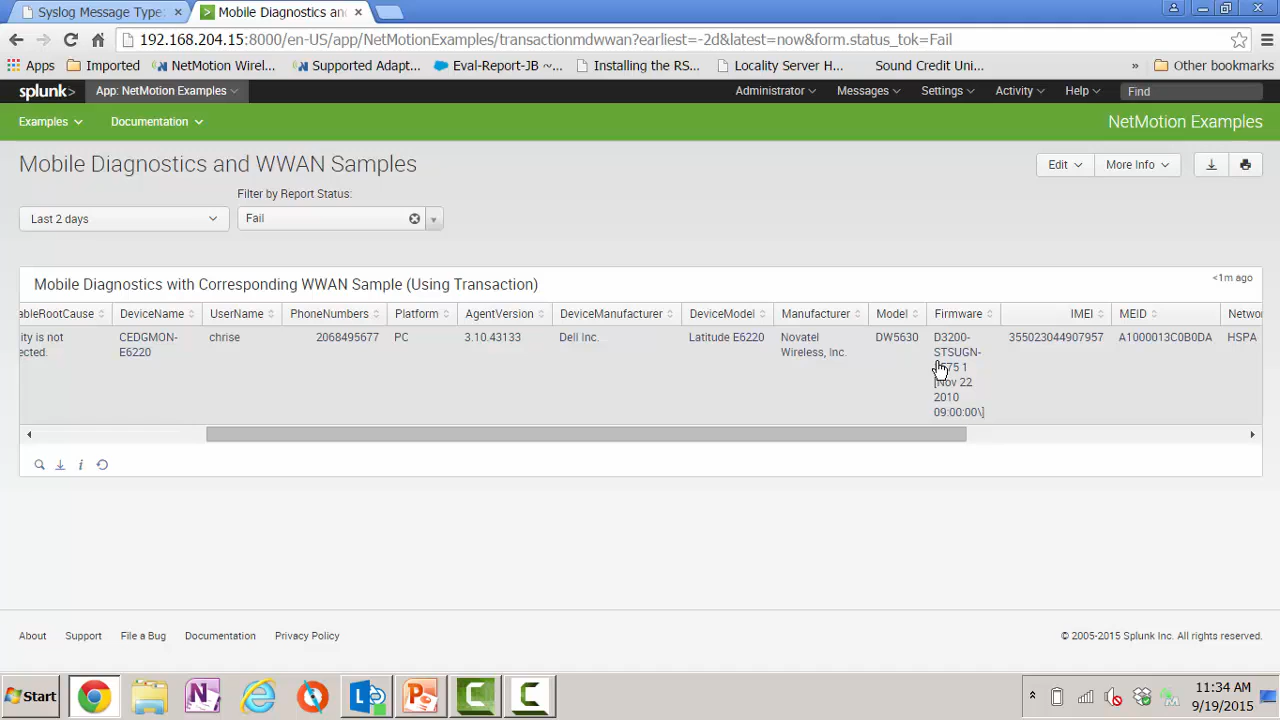 Syslog Message Type:
Mobile Diagnostics an
192.168.204.15:8000/en-US/app/NetMotionExamples/transactionmdwwan?earliest=-2d&latest=now&form.status_tok=Fail
Apps Imported NetMotion Wirel... Supported Adapt... Eval-Report-JB ~... Installing the RS... Locality Server H... Sound Credit Uni... » Other bookmarks
splunk> App: NetMotion Examples Administrator Messages Settings Activity Help Find
Examples Documentation NetMotion Examples
Mobile Diagnostics and WWAN Samples Edit More Info
Filter by Report Status:
Last 2 days Fail
Mobile Diagnostics with Corresponding WWAN Sample (Using Transaction) <1m ago
ableRootCause DeviceName UserName PhoneNumbers Platform AgentVersion DeviceManufacturer DeviceModel Manufacturer Model Firmware IMEI MEID Networ
ity is not CEDGMON- chrise 2068495677 PC 3.10.43133 Dell Inc. Latitude E6220 Novatel DW5630 D3200- 355023044907957 A1000013C0B0DA HSPA
ected. E6220 Wireless, Inc. STSUGN-
75 1
[Nov 22
2010
09:00:00\]
i
About Support File a Bug Documentation Privacy Policy © 2005-2015 Splunk Inc. All rights reserved.
Start 11:34 AM
9/19/2015